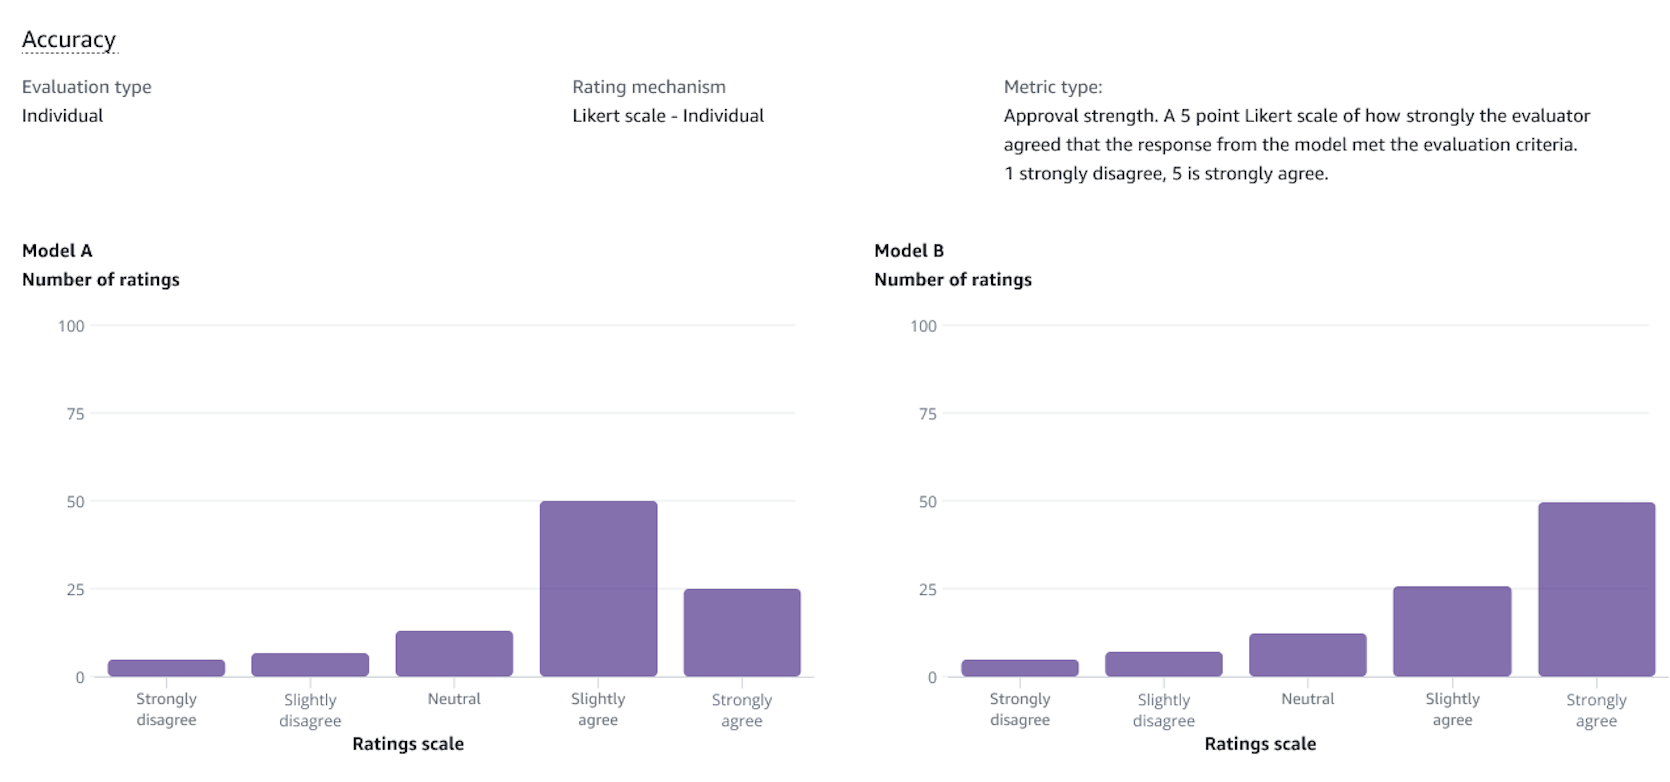 Accuracy
Evaluation type
Individual
Rating mechanism
Likert scale - Individual
Metric type:
Approval strength. A 5 point Likert scale of how strongly the evaluator
agreed that the response from the model met the evaluation criteria.
1 strongly disagree, 5 is strongly agree.
Model A
Number of ratings
100
75
50
25
0
Strongly
disagree
Slightly
disagree
Neutral
Slightly
agree
Strongly
agree
Ratings scale
Model B
Number of ratings
100
75
50
25
0
Strongly
disagree
Slightly
disagree
Neutral
Slightly
agree
Strongly
agree
Ratings scale